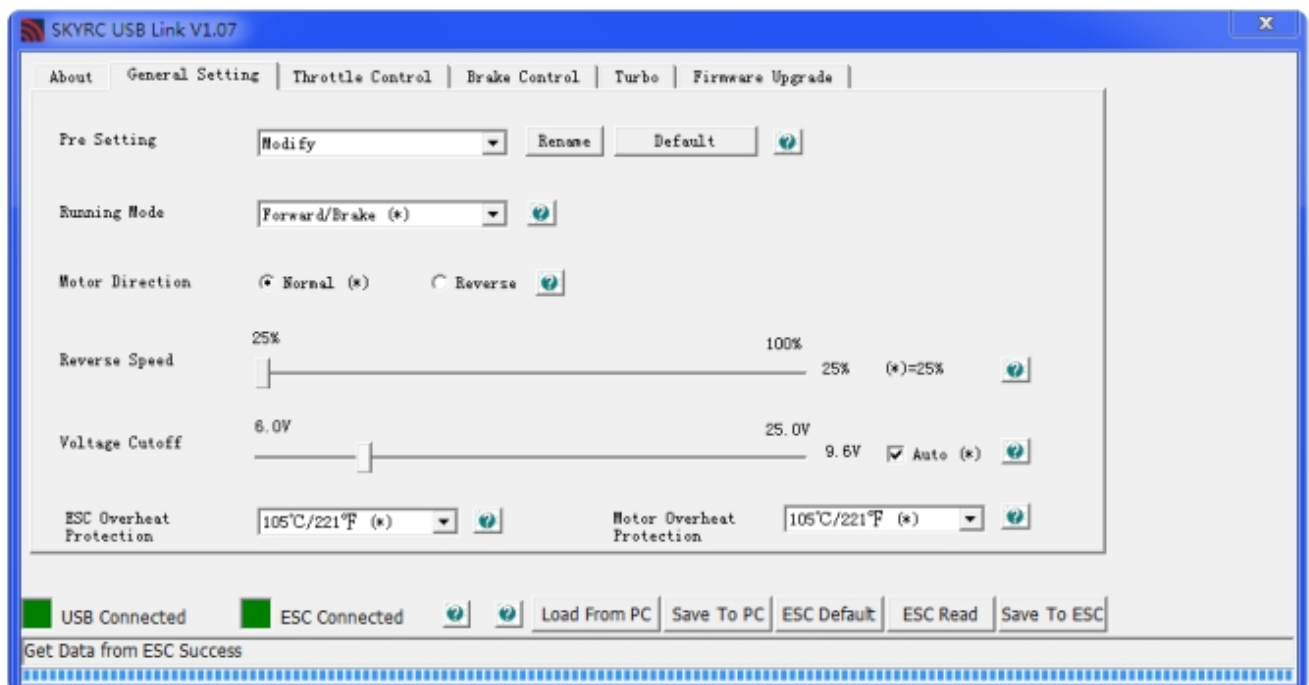 SKYRC USB Link V1.07
x
About General Setting Throttle Control Brake Control Turbo Firmware Upgrade
Pre Setting Modify Rename Default ?
Running Mode Forward/Brake (*) ?
Motor Direction Normal (*) Reverse ?
25% 100%
Reverse Speed 25% (*)=25% ?
6.0V 25.0V
Voltage Cutoff 9.6V Auto (*) ?
ESC Overheat Protection 105℃/221℉ (*) ? Motor Overheat Protection 105℃/221℉ (*) ?
USB Connected ESC Connected ? ? Load From PC Save To PC ESC Default ESC Read Save To ESC
Get Data from ESC Success